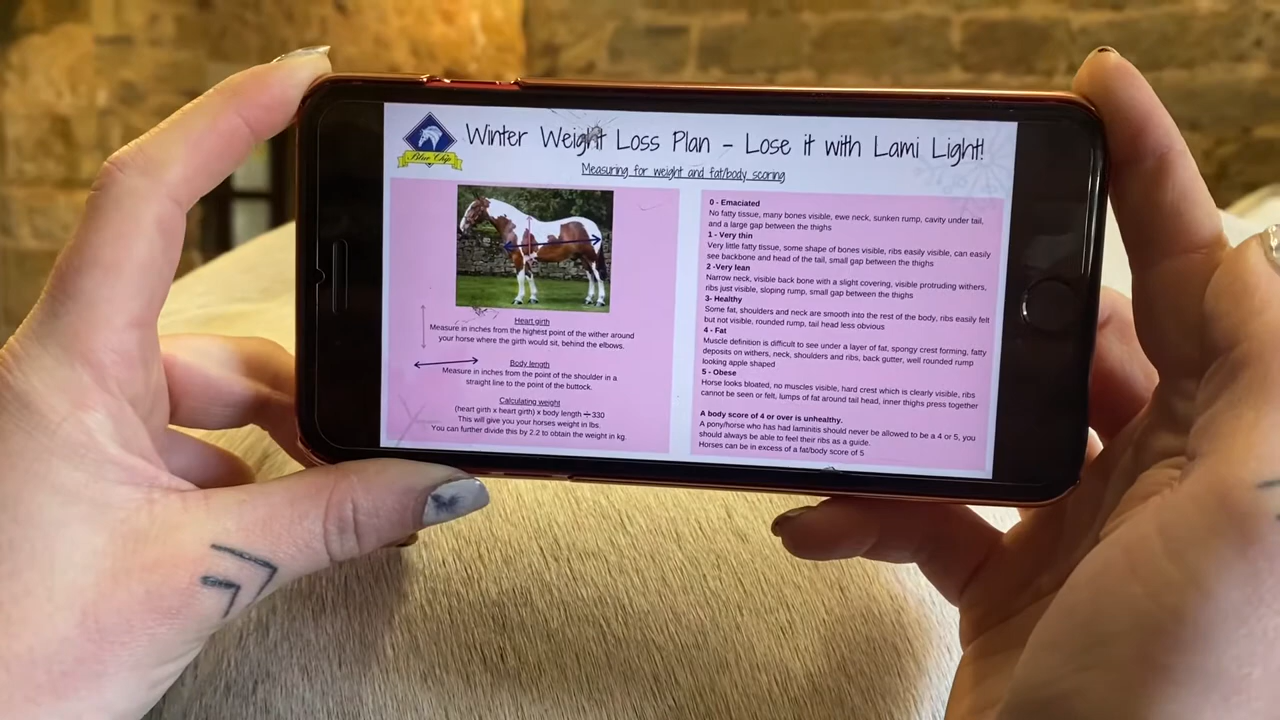 Blue Chip
Winter Weight Loss Plan – Lose it with Lami Light!
Measuring for weight and fat/body scoring
Heart girth
Measure in inches from the highest point of the wither around
your horse where the girth would sit, behind the elbows.
Body length
Measure in inches from the point of the shoulder in a
straight line to the point of the buttock.
Calculating weight
(heart girth x heart girth) x body length ÷ 330
This will give you your horses weight in lbs.
You can further divide this by 2.2 to obtain the weight in kg.
0 - Emaciated
No fatty tissue, many bones visible, ewe neck, sunken rump, cavity under tail,
and a large gap between the thighs
1 - Very thin
Very little fatty tissue, some shape of bones visible, ribs easily visible, can easily
see backbone and head of the tail, small gap between the thighs
2 -Very lean
Narrow neck, visible back bone with a slight covering, visible protruding withers,
ribs just visible, sloping rump, small gap between the thighs
3- Healthy
Some fat, shoulders and neck are smooth into the rest of the body, ribs easily felt
but not visible, rounded rump, tail head less obvious
4 - Fat
Muscle definition is difficult to see under a layer of fat, spongy crest forming, fatty
deposits on withers, neck, shoulders and ribs, back gutter, well rounded rump
looking apple shaped
5 - Obese
Horse looks bloated, no muscles visible, hard crest which is clearly visible, ribs
cannot be seen or felt, lumps of fat around tail head, inner thighs press together
A body score of 4 or over is unhealthy.
A pony/horse who has had laminitis should never be allowed to be a 4 or 5, you
should always be able to feel their ribs as a guide.
Horses can be in excess of a fat/body score of 5